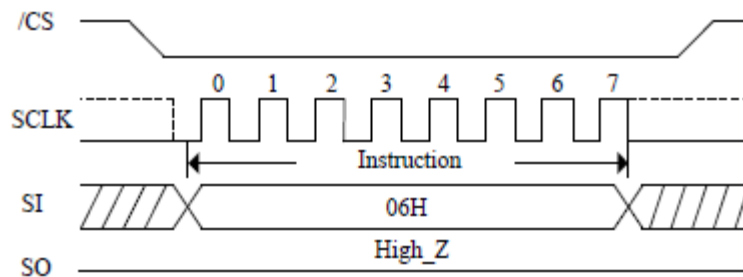 /CS
0 1 2 3 4 5 6 7
SCLK
Instruction
SI 06H
High_Z
SO